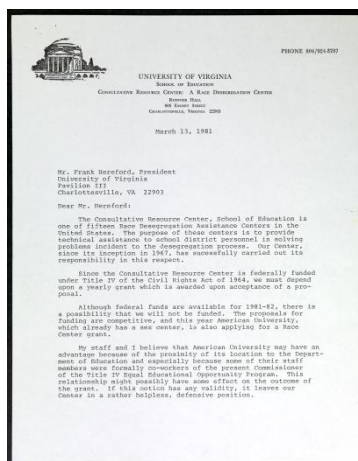 PHONE 804/924-3707
UNIVERSITY OF VIRGINIA
SCHOOL OF EDUCATION
CONSULTATIVE RESOURCE CENTER: A RACE DESEGREGATION CENTER
RUFFNER HALL
405 EMMET STREET
CHARLOTTESVILLE, VIRGINIA 22903
March 13, 1981
Mr. Frank Hereford, President
University of Virginia
Pavilion III
Charlottesville, VA 22903
Dear Mr. Hereford:
The Consultative Resource Center, School of Education is
one of fifteen Race Desegregation Assistance Centers in the
United States. The purpose of these centers is to provide
technical assistance to school district personnel in solving
problems incident to the desegregation process. Our Center,
since its inception in 1967, has sucessfully carried out its
responsibility in this respect.
Since the Consultative Resource Center is federally funded
under Title IV of the Civil Rights Act of 1964, we must depend
upon a yearly grant which is awarded upon acceptance of a pro-
posal.
Although federal funds are available for 1981-82, there is
a possibility that we will not be funded. The proposals for
funding are competitive, and this year American University,
which already has a sex center, is also applying for a Race
Center grant.
My staff and I believe that American University may have an
advantage because of the proximity of its location to the Depart-
ment of Education and especially because some of their staff
members were formally co-workers of the present Commissioner
of the Title IV Equal Educational Opportunity Program. This
relationship might possibly have some effect on the outcome of
the grant. If this notion has any validity, it leaves our
Center in a rather helpless, defensive position.